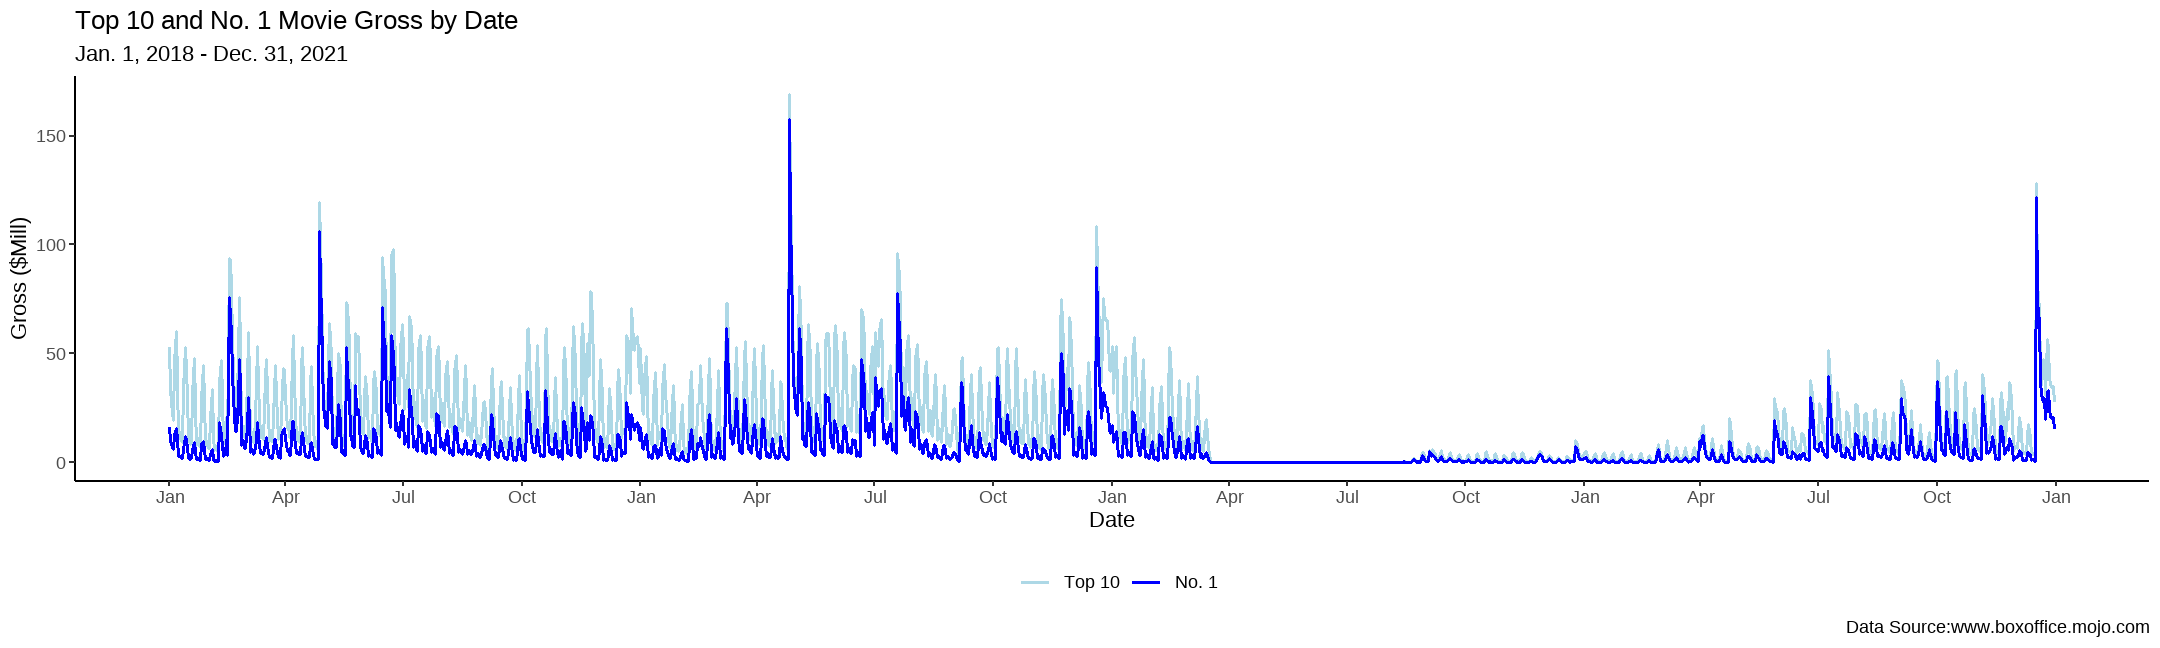 Top 10 and No. 1 Movie Gross by Date
Jan. 1, 2018 - Dec. 31, 2021
Gross ($Mill)
150
100
50
0
Jan Apr Jul Oct Jan Apr Jul Oct Jan Apr Jul Oct Jan Apr Jul Oct Jan
Date
Top 10 No. 1
Data Source:www.boxoffice.mojo.com